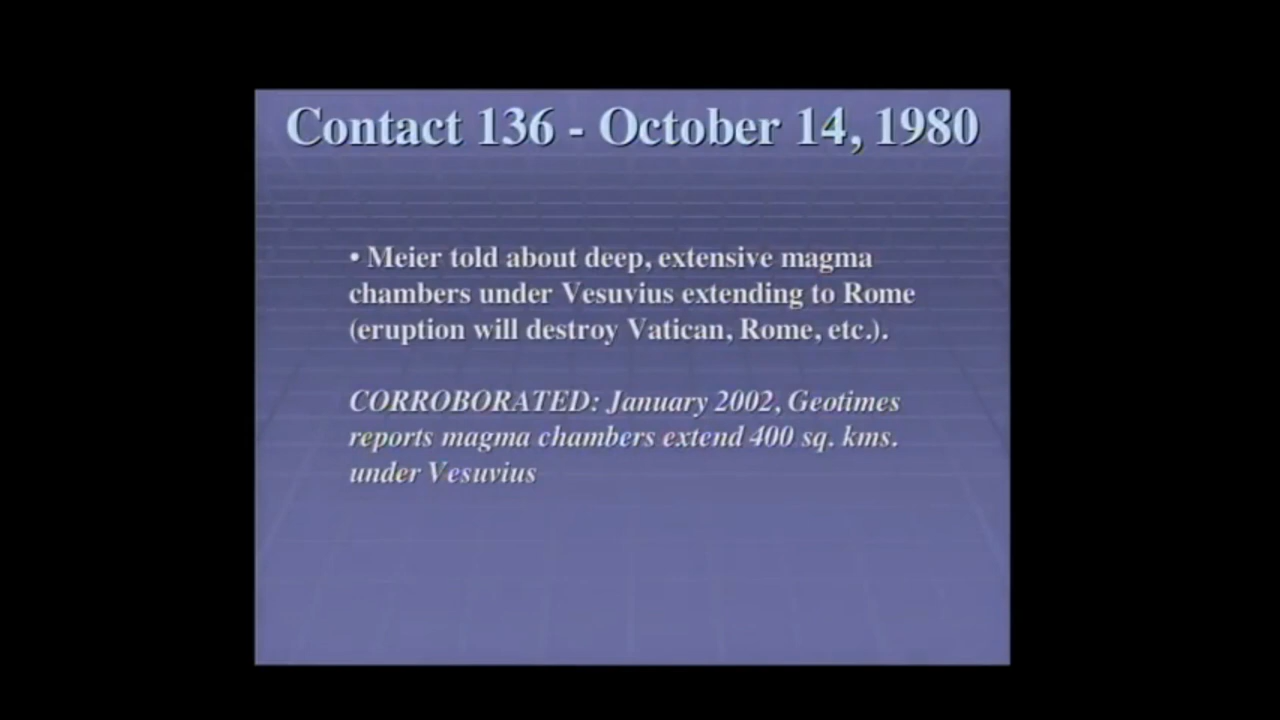 Contact 136 - October 14, 1980
• Meier told about deep, extensive magma
chambers under Vesuvius extending to Rome
(eruption will destroy Vatican, Rome, etc.).
CORROBORATED: January 2002, Geotimes
reports magma chambers extend 400 sq. kms.
under Vesuvius